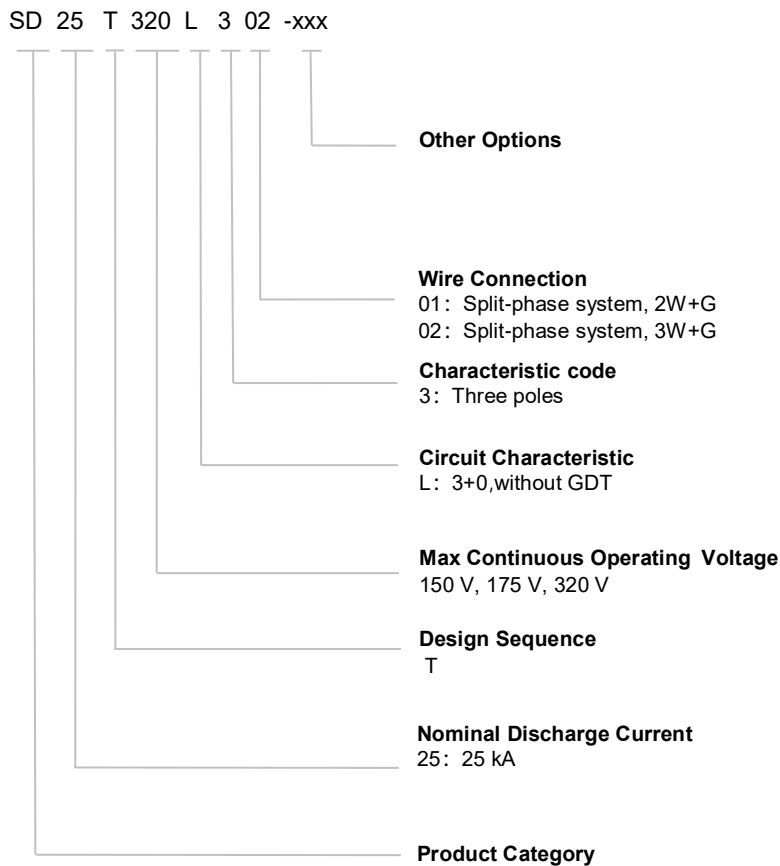 SD 25 T 320 L 3 02 -xxx
Other Options
Wire Connection
01：Split-phase system, 2W+G
02：Split-phase system, 3W+G
Characteristic code
3：Three poles
Circuit Characteristic
L：3+0,without GDT
Max Continuous Operating Voltage
150 V, 175 V, 320 V
Design Sequence
T
Nominal Discharge Current
25：25 kA
Product Category